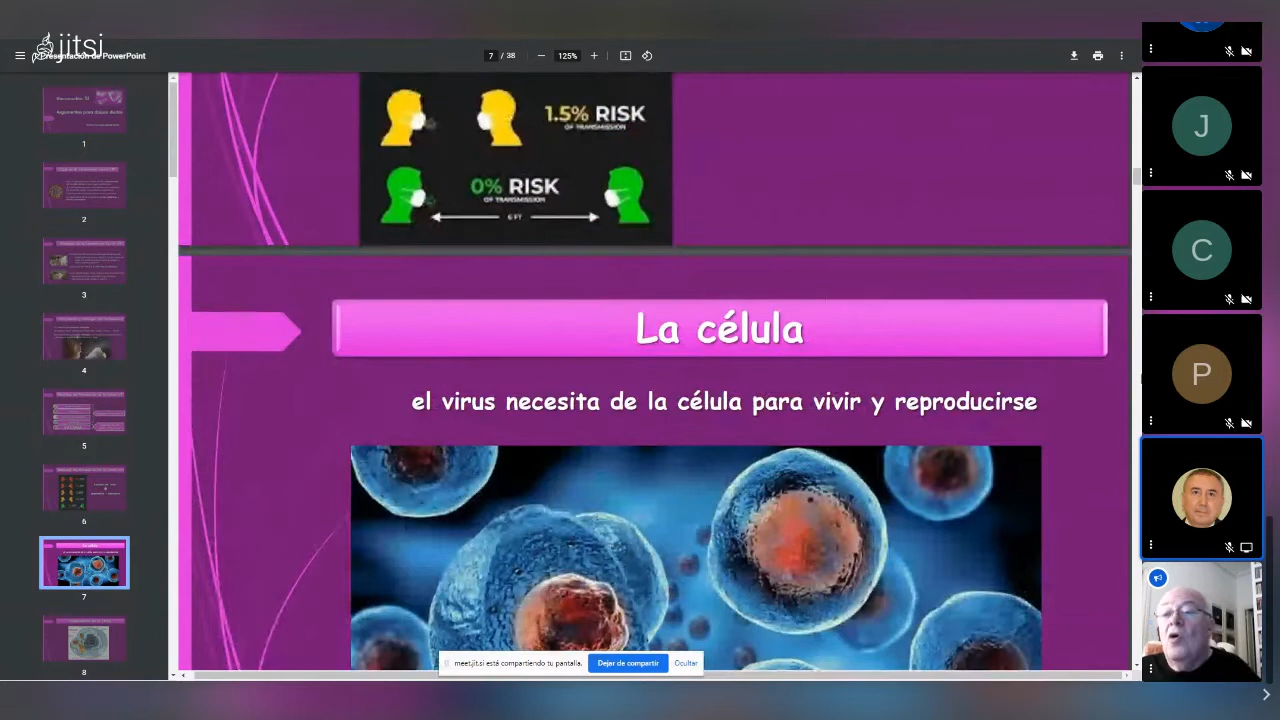 jitsi
Presentación de PowerPoint
7 / 38
125%
1
2
3
4
5
6
7
8
1.5% RISK
OF TRANSMISSION
0% RISK
OF TRANSMISSION
6 FT
La célula
el virus necesita de la célula para vivir y reproducirse
meet.jit.si está compartiendo tu pantalla.
Dejar de compartir
Ocultar
J
C
P